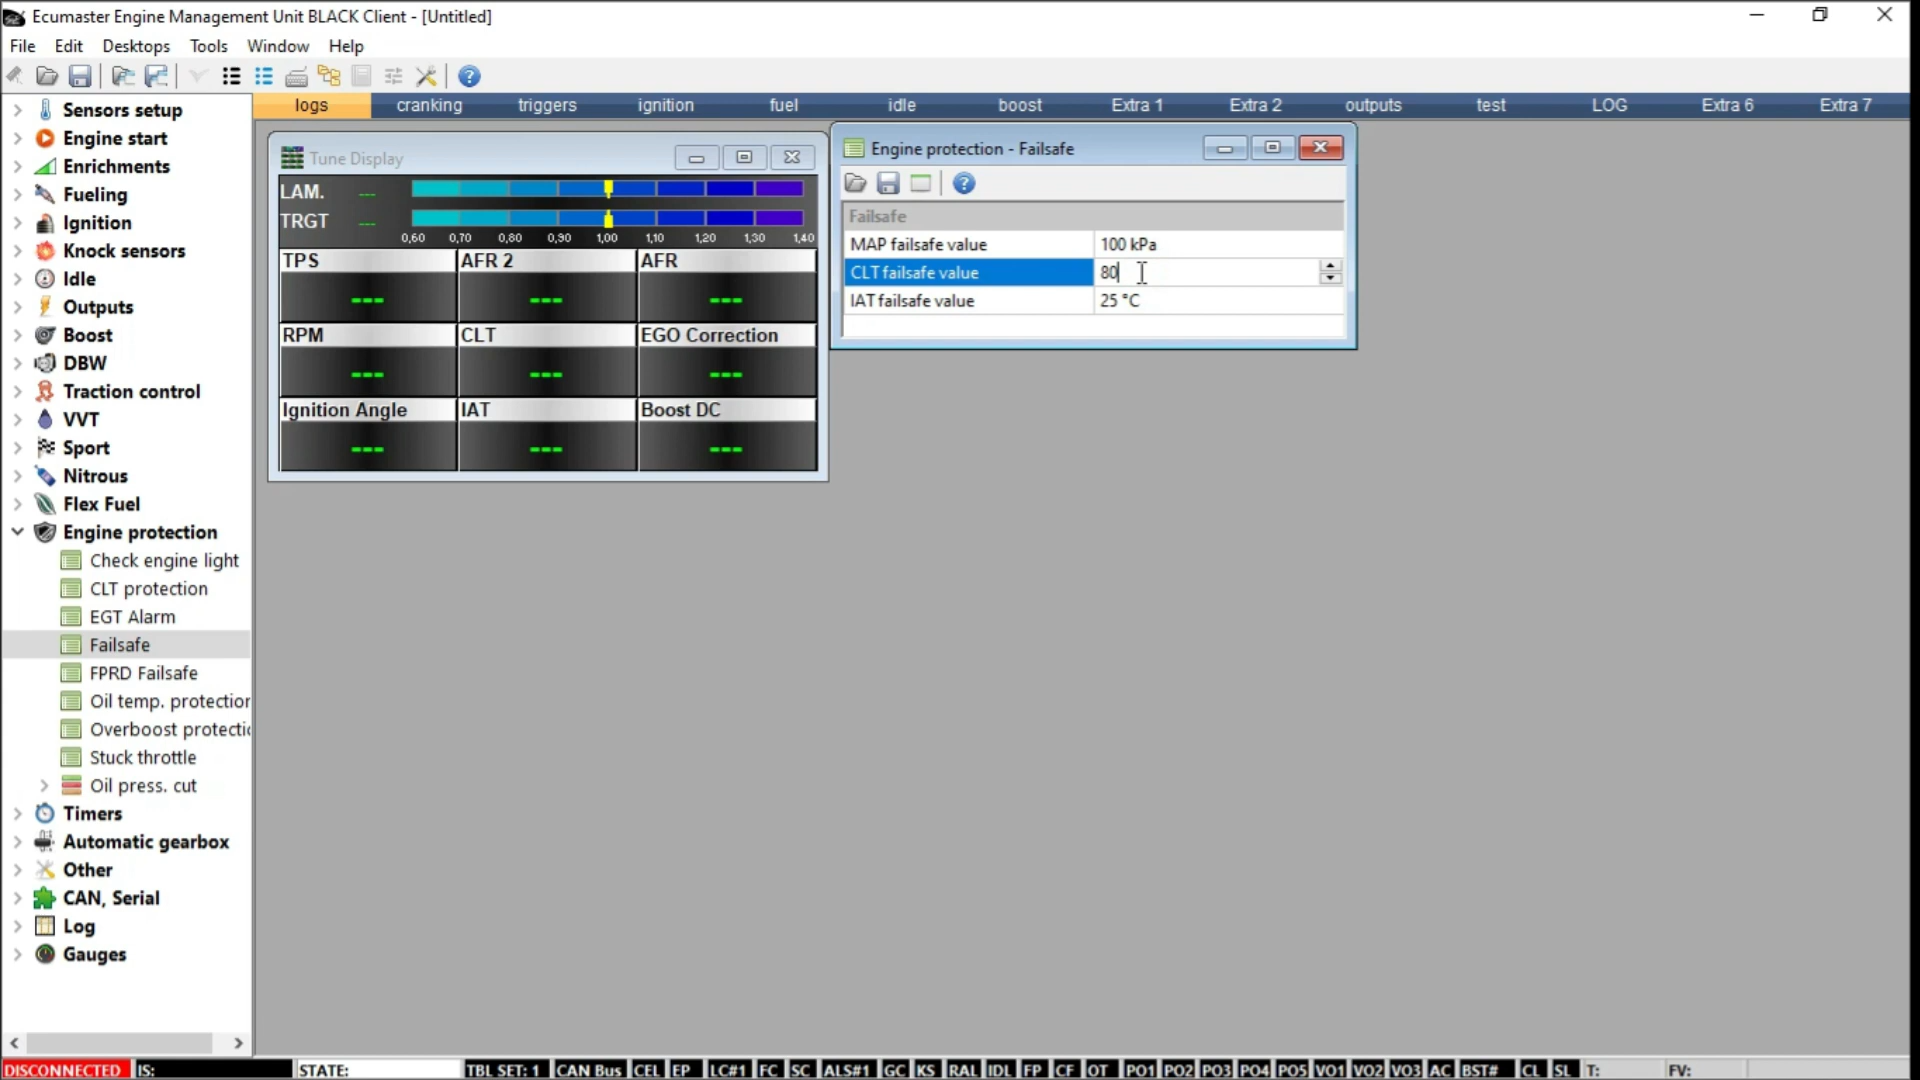 Ecumaster Engine Management Unit BLACK Client - [Untitled]
File Edit Desktops Tools Window Help
logs cranking triggers ignition fuel idle boost Extra 1 Extra 2 outputs test LOG Extra 6 Extra 7
Sensors setup
Engine start
Enrichments
Fueling
Ignition
Knock sensors
Idle
Outputs
Boost
DBW
Traction control
VVT
Sport
Nitrous
Flex Fuel
Engine protection
Check engine light
CLT protection
EGT Alarm
Failsafe
FPRD Failsafe
Oil temp. protection
Overboost protectio
Stuck throttle
Oil press. cut
Timers
Automatic gearbox
Other
CAN, Serial
Log
Gauges
Tune Display
LAM. ---
TRGT ---
0,60 0,70 0,80 0,90 1,00 1,10 1,20 1,30 1,40
TPS AFR 2 AFR
--- --- ---
RPM CLT EGO Correction
--- --- ---
Ignition Angle IAT Boost DC
--- --- ---
Engine protection - Failsafe
Failsafe
MAP failsafe value 100 kPa
CLT failsafe value 80
IAT failsafe value 25 °C
DISCONNECTED IS: STATE: TBL SET: 1 CAN Bus CEL EP LC#1 FC SC ALS#1 GC KS RAL IDL FP CF OT PO1 PO2 PO3 PO4 PO5 VO1 VO2 VO3 AC BST# CL SL T: FV: